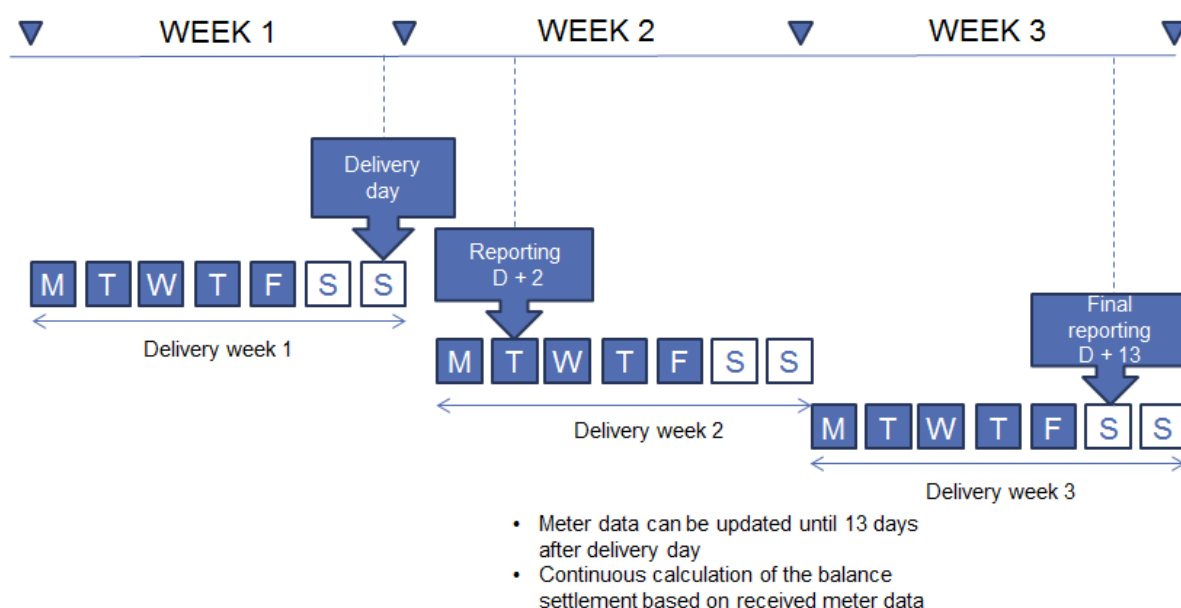 WEEK 1
WEEK 2
WEEK 3
Delivery
day
Reporting
D + 2
M T W T F S S
Delivery week 1
Final
reporting
D + 13
M T W T F S S
Delivery week 2
M T W T F S S
Delivery week 3
• Meter data can be updated until 13 days
after delivery day
• Continuous calculation of the balance
settlement based on received meter data